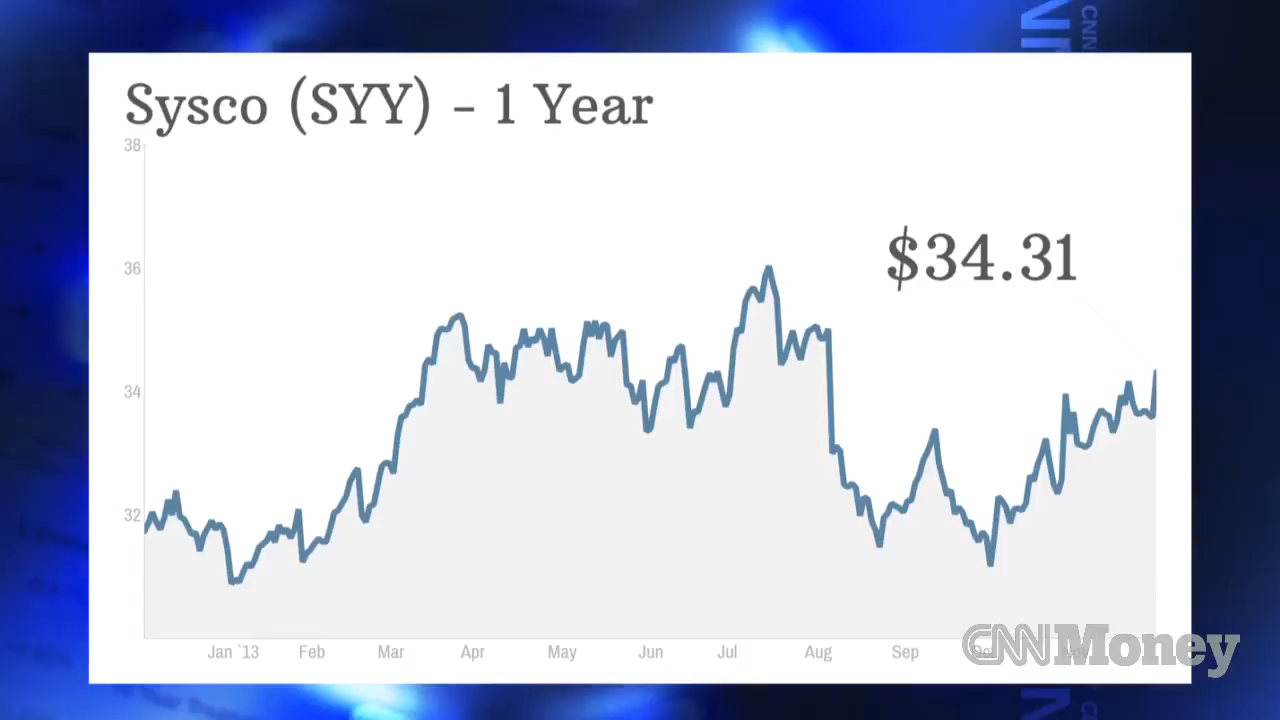 Sysco (SYY) - 1 Year
38
36
34
32
$34.31
Jan `13 Feb Mar Apr May Jun Jul Aug Sep
CNNMoney
CNN